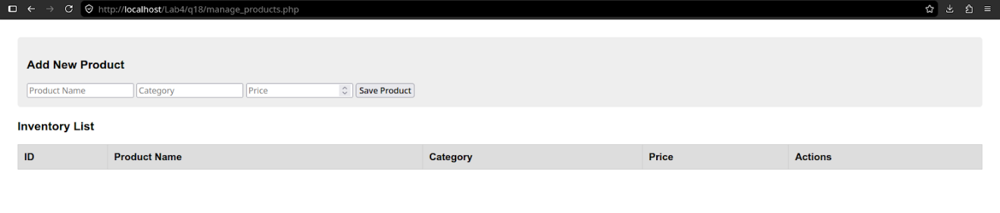 http://localhost/Lab4/q18/manage_products.php
Add New Product
Product Name Category Price Save Product
Inventory List
ID Product Name Category Price Actions